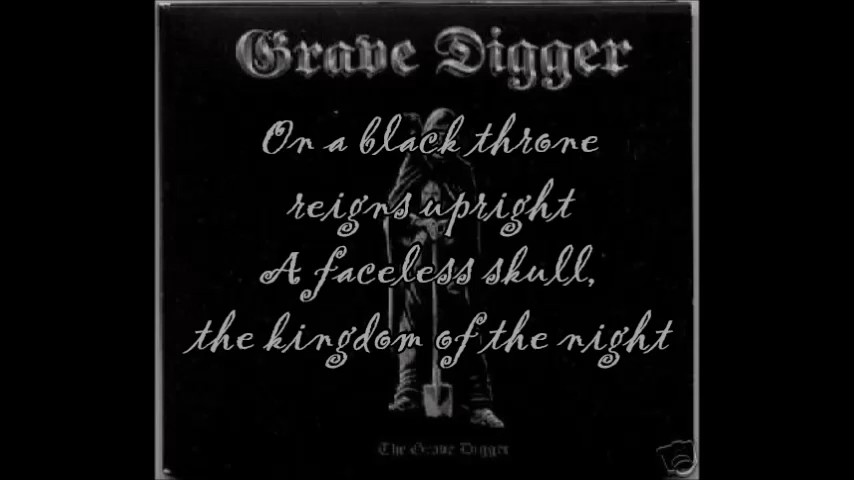 Grave Digger
On a black throne
reigns upright
A faceless skull,
the kingdom of the night
The Grave Digger